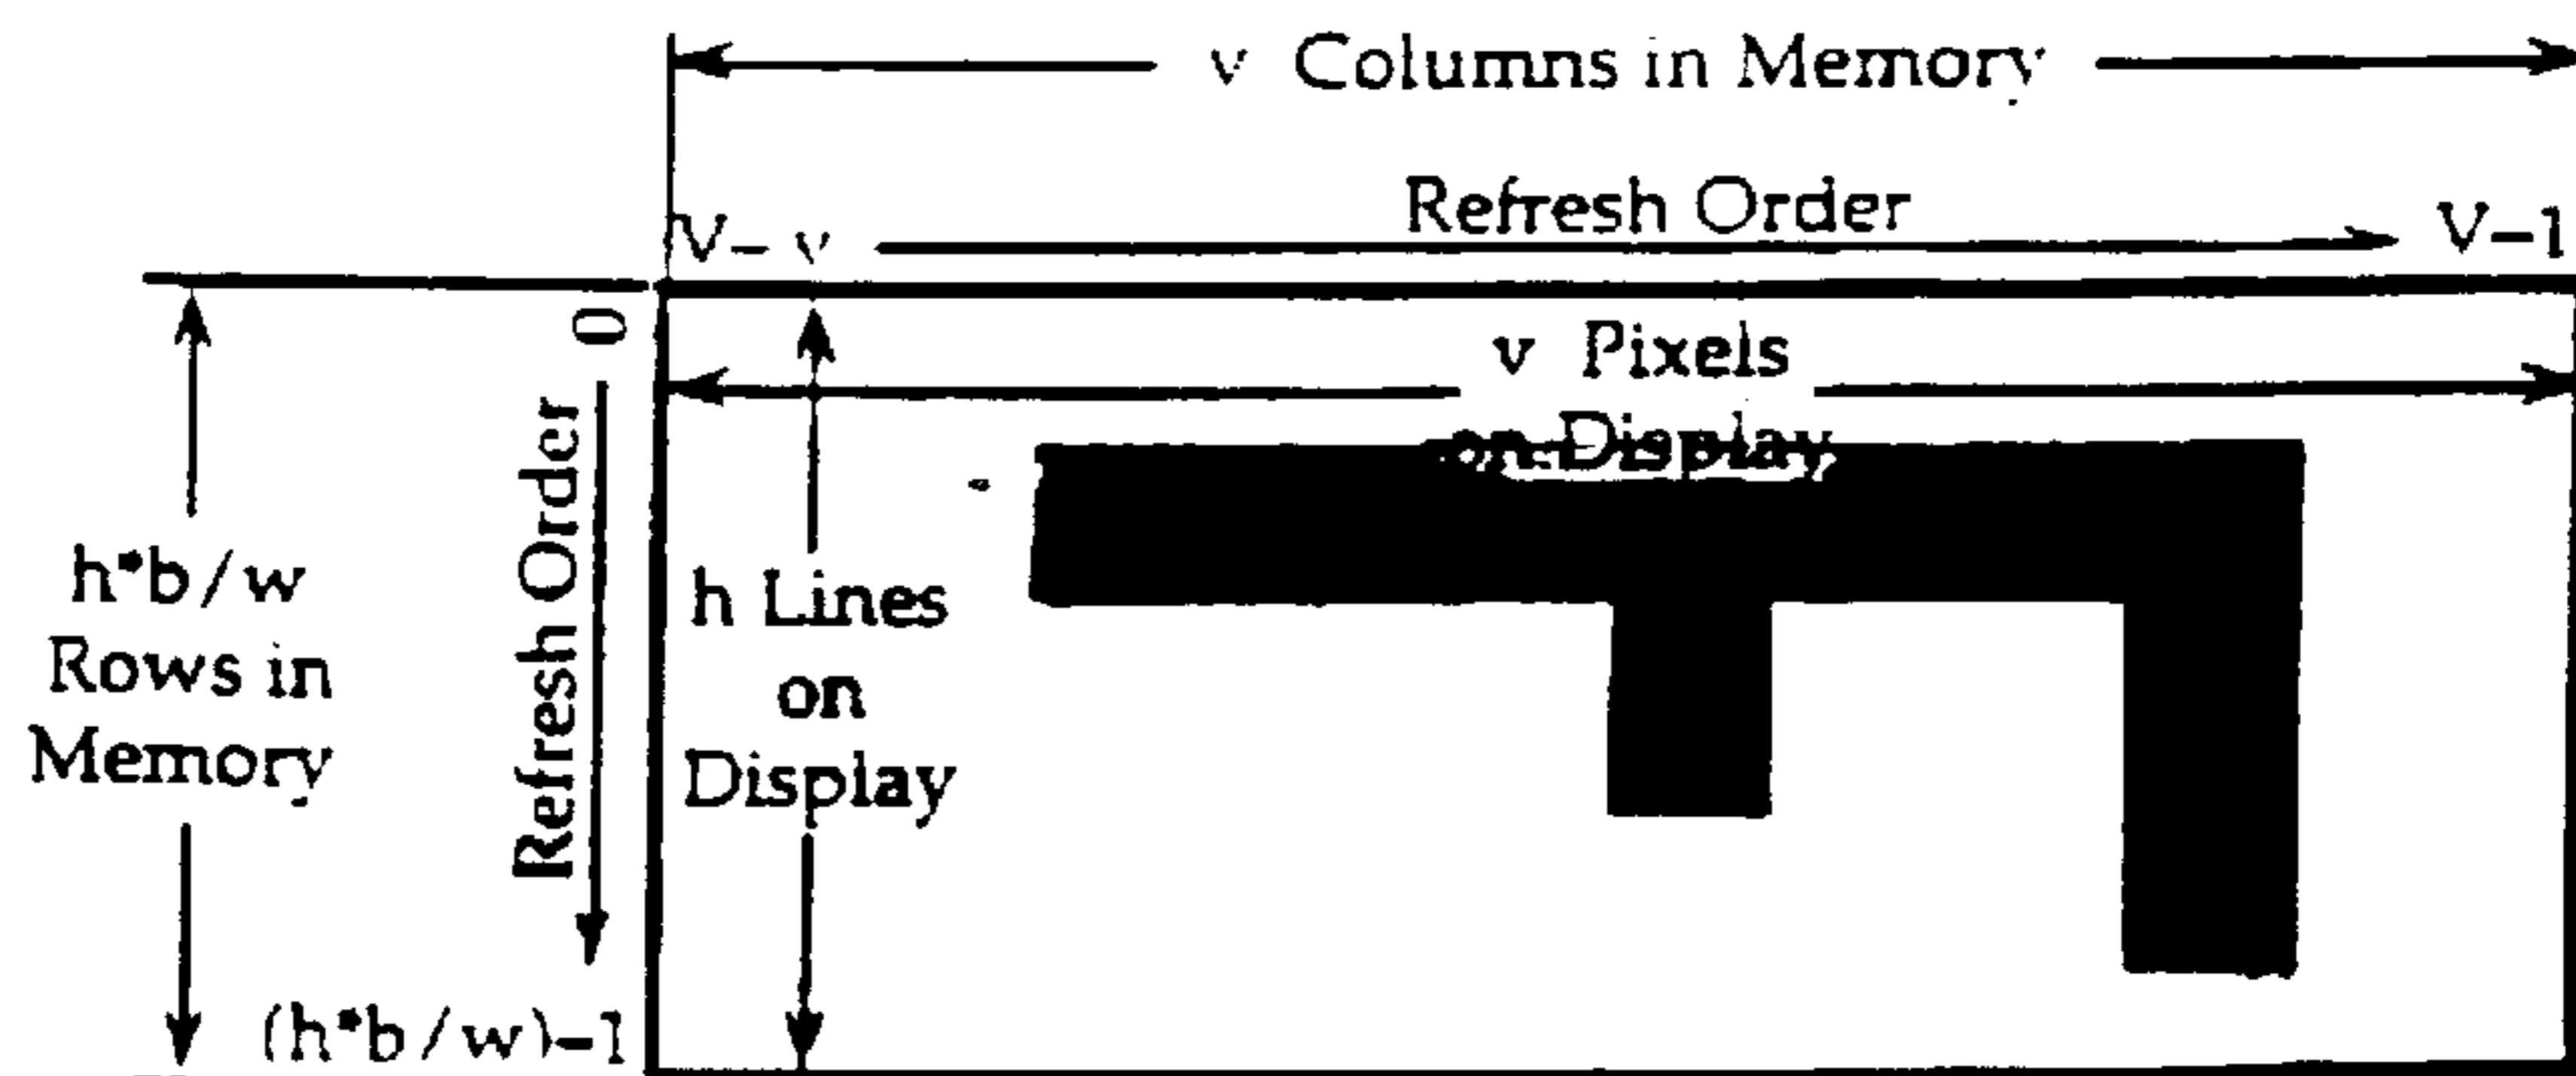 v Columns in Memory
Refresh Order
V-v
V-1
0
v Pixels
on Display
Refresh Order
h*b/w
Rows in
Memory
h Lines
on
Display
(h*b/w)-1